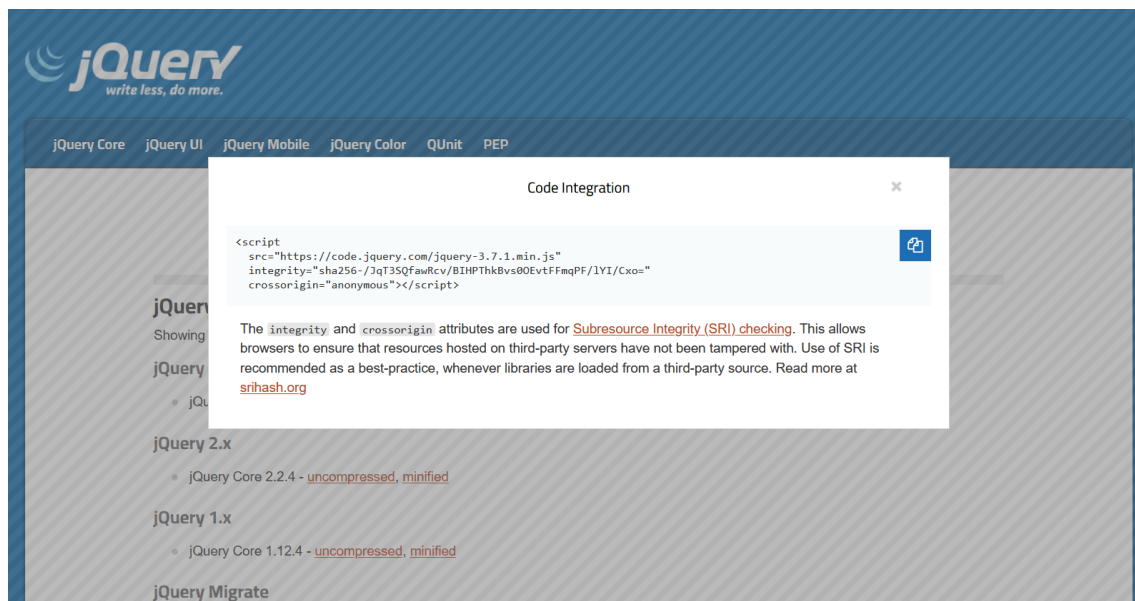 jQuery
write less, do more.
jQuery Core jQuery UI jQuery Mobile jQuery Color QUnit PEP
Code Integration ×
<script
src="https://code.jquery.com/jquery-3.7.1.min.js"
integrity="sha256-/JqT3SQfawRcv/BIHPThkBvs0OEvtFFmqPF/lYI/Cxo="
crossorigin="anonymous"></script>
The integrity and crossorigin attributes are used for Subresource Integrity (SRI) checking. This allows
browsers to ensure that resources hosted on third-party servers have not been tampered with. Use of SRI is
recommended as a best-practice, whenever libraries are loaded from a third-party source. Read more at
srihash.org
jQuery
Showing
jQuery
jQuery 2.x
jQuery Core 2.2.4 - uncompressed, minified
jQuery 1.x
jQuery Core 1.12.4 - uncompressed, minified
jQuery Migrate